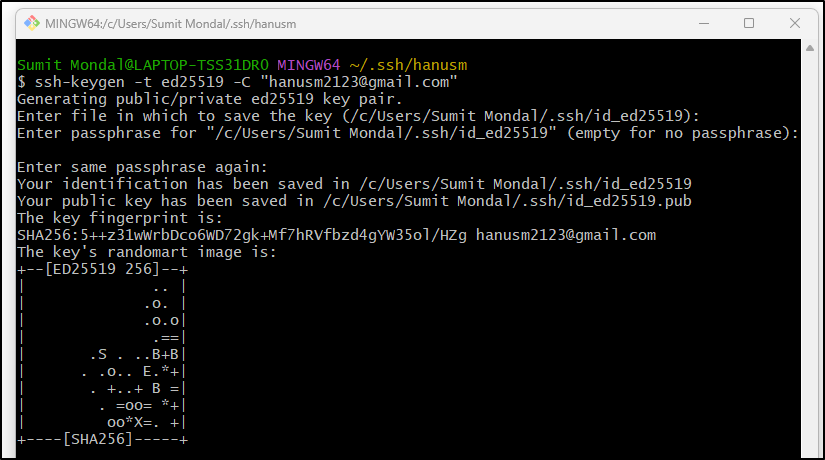 MINGW64:/c/Users/Sumit Mondal/.ssh/hanusm
Sumit Mondal@LAPTOP-TSS31DR0 MINGW64 ~/.ssh/hanusm
$ ssh-keygen -t ed25519 -C "hanusm2123@gmail.com"
Generating public/private ed25519 key pair.
Enter file in which to save the key (/c/Users/Sumit Mondal/.ssh/id_ed25519):
Enter passphrase for "/c/Users/Sumit Mondal/.ssh/id_ed25519" (empty for no passphrase):
Enter same passphrase again:
Your identification has been saved in /c/Users/Sumit Mondal/.ssh/id_ed25519
Your public key has been saved in /c/Users/Sumit Mondal/.ssh/id_ed25519.pub
The key fingerprint is:
SHA256:5++z31wWrbDco6WD72gk+Mf7hRVfbzd4gYW35ol/HZg hanusm2123@gmail.com
The key's randomart image is:
+--[ED25519 256]--+
|              .. |
|             .o. |
|             .o.o|
|              .==|
|       .S . ..B+B|
|      . .o.. E.*+|
|       . +..+ B =|
|        . =oo= *+|
|         oo*X=. +|
+----[SHA256]-----+